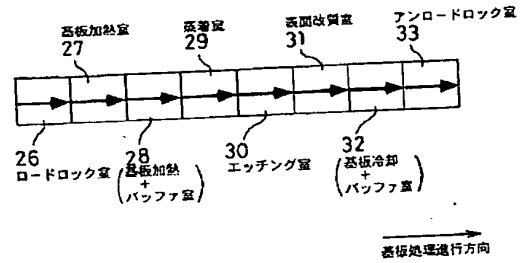 基板加熱室
27
蒸着室
29
表面改質室
31
アンロードロック室
33
26
ロードロック室
28
(基板加熱
+
バッファ室)
30
エッチング室
32
(基板冷却
+
バッファ室)
基板処理進行方向